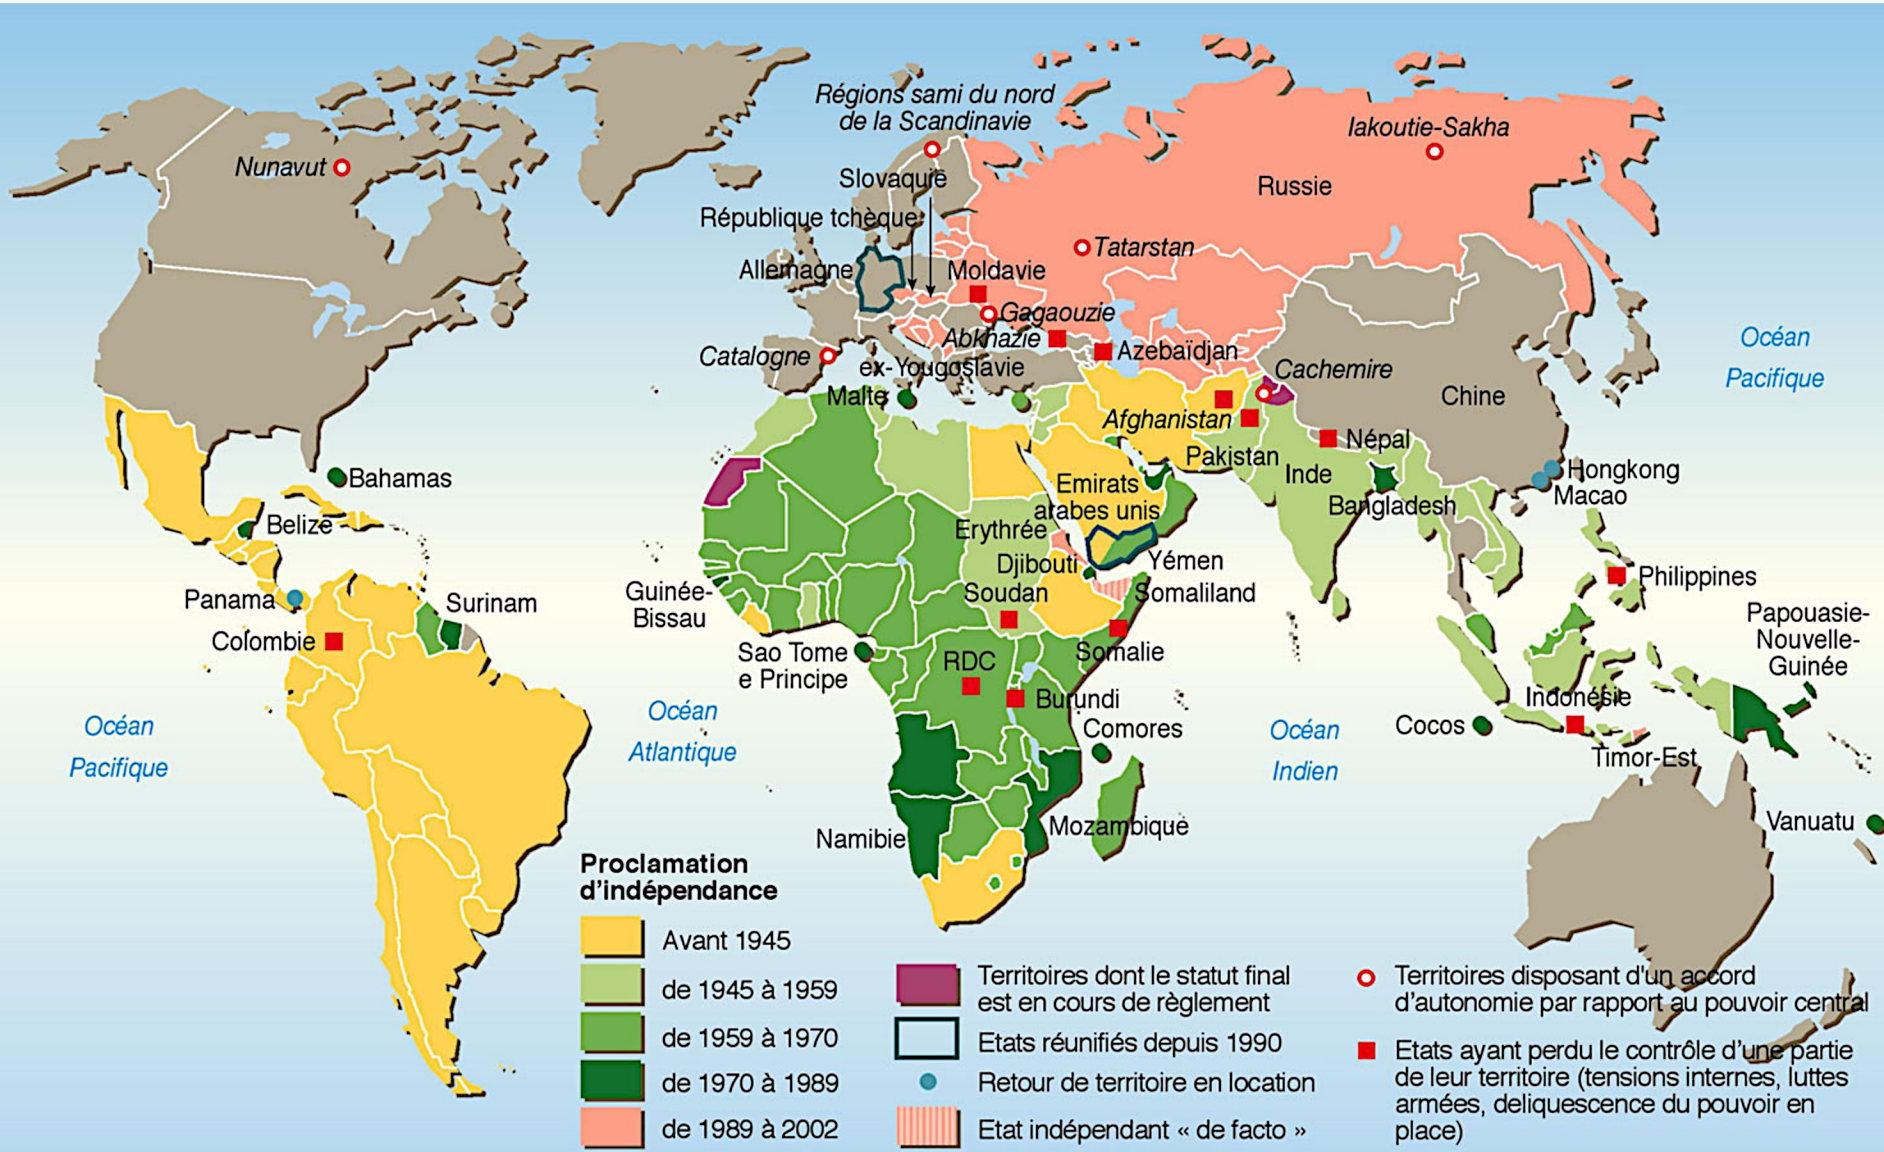 Régions sami du nord
de la Scandinavie
Iakoutie-Sakha
Nunavut
Slovaquie
Russie
République tchèque
Tatarstan
Allemagne
Moldavie
Gagaouzie
Abkhazie
Océan
Pacifique
Catalogne
Azebaïdjan
ex-Yougoslavie
Cachemire
Malte
Chine
Afghanistan
Népal
Pakistan
Inde
Hongkong
Macao
Bahamas
Emirats
arabes unis
Bangladesh
Belize
Erythrée
Djibouti
Yémen
Philippines
Panama
Surinam
Guinée-
Bissau
Soudan
Somaliland
Papouasie-
Nouvelle-
Guinée
Colombie
Sao Tome
e Principe
RDC
Somalie
Burundi
Indonésie
Océan
Pacifique
Océan
Atlantique
Comores
Océan
Indien
Cocos
Timor-Est
Namibie
Mozambique
Vanuatu
Proclamation
d’indépendance
Avant 1945
de 1945 à 1959
de 1959 à 1970
de 1970 à 1989
de 1989 à 2002
Territoires dont le statut final
est en cours de règlement
Etats réunifiés depuis 1990
Retour de territoire en location
Etat indépendant « de facto »
Territoires disposant d’un accord
d’autonomie par rapport au pouvoir central
Etats ayant perdu le contrôle d’une partie
de leur territoire (tensions internes, luttes
armées, deliquescence du pouvoir en
place)